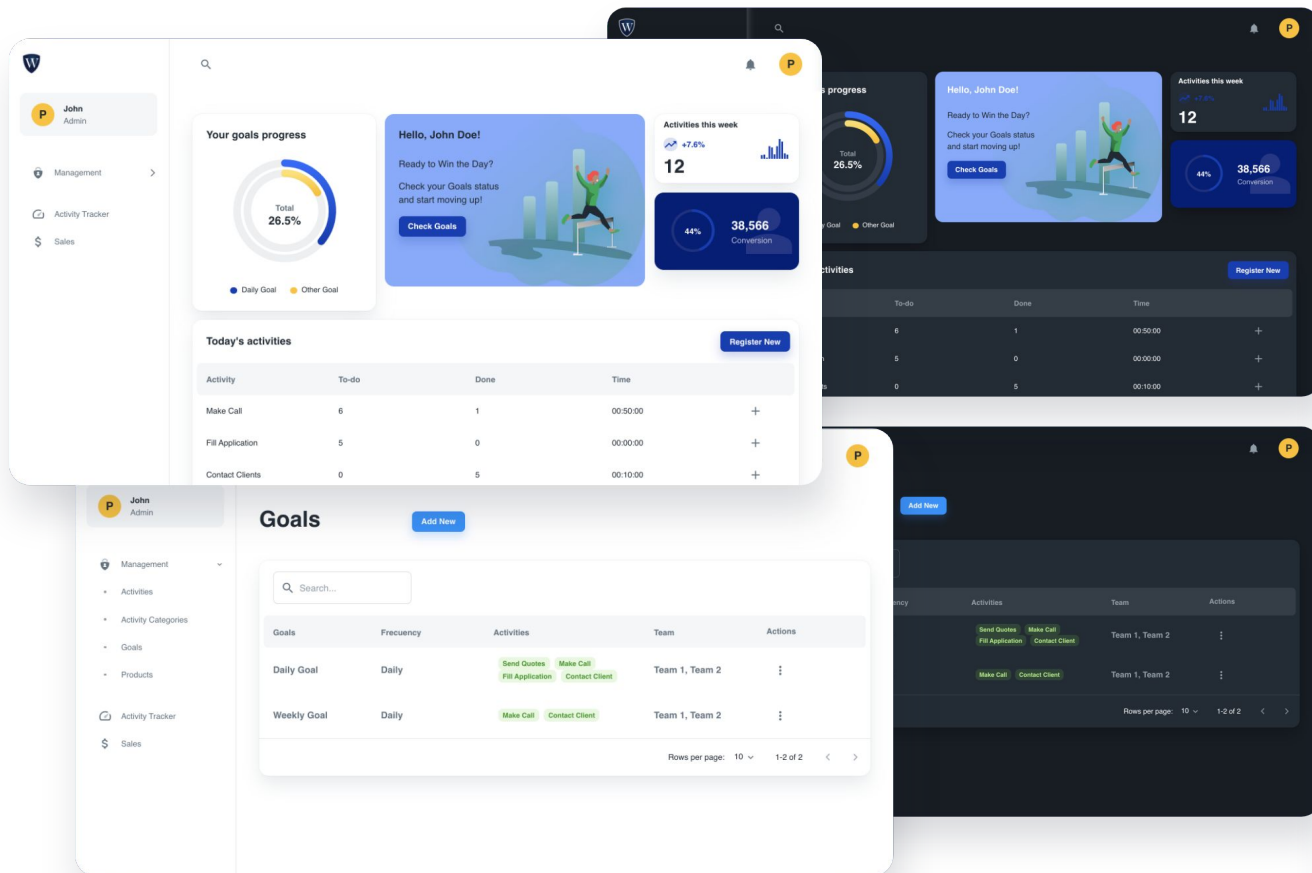 W
P
John
Admin
Management
Activity Tracker
Sales
P
Your goals progress
Total
26.5%
Daily Goal
Other Goal
Hello, John Doe!
Ready to Win the Day?
Check your Goals status
and start moving up!
Check Goals
Activities this week
+7.6%
12
44%
38,566
Conversion
Today's activities
Register New
Activity To-do Done Time
Make Call 6 1 00:50:00 +
Fill Application 5 0 00:00:00 +
Contact Clients 0 5 00:10:00 +
W
P
s progress
Total
26.5%
Goal
Other Goal
Hello, John Doe!
Ready to Win the Day?
Check your Goals status
and start moving up!
Check Goals
Activities this week
+7.6%
12
44%
38,566
Conversion
ctivities
Register New
To-do Done Time
6 1 00:50:00 +
5 0 00:00:00 +
ts 0 5 00:10:00 +
P
P
John
Admin
Management
Activities
Activity Categories
Goals
Products
Activity Tracker
Sales
Goals
Add New
Search...
Goals Frecuency Activities Team Actions
Daily Goal Daily Send Quotes Make Call Team 1, Team 2
Fill Application Contact Client
Weekly Goal Daily Make Call Contact Client Team 1, Team 2
Rows per page: 10 1-2 of 2
P
Add New
ency Activities Team Actions
Send Quotes Make Call Team 1, Team 2
Fill Application Contact Client
Make Call Contact Client Team 1, Team 2
Rows per page: 10 1-2 of 2